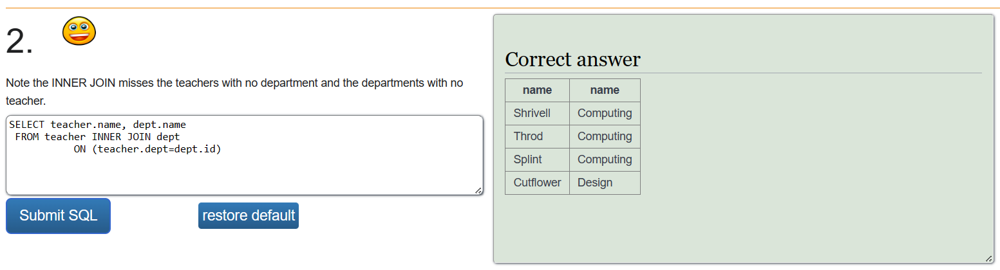 2.
Note the INNER JOIN misses the teachers with no department and the departments with no
teacher.
SELECT teacher.name, dept.name
FROM teacher INNER JOIN dept
ON (teacher.dept=dept.id)
Submit SQL
restore default
Correct answer
name name
Shrivell Computing
Throd Computing
Splint Computing
Cutflower Design